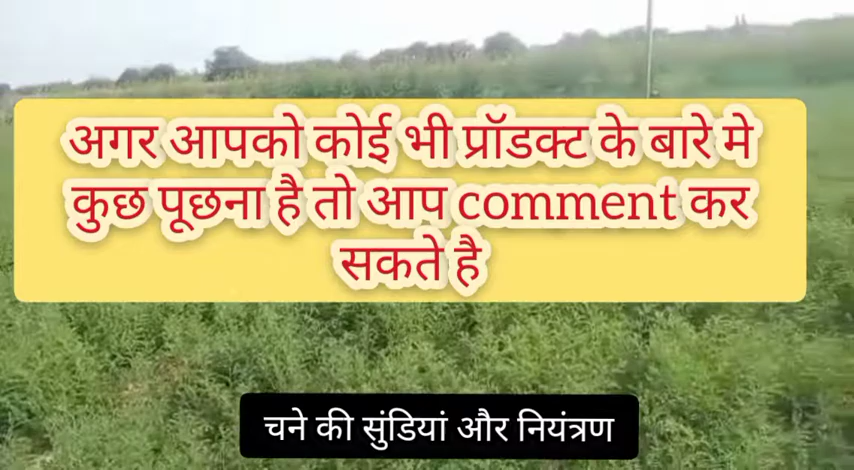 अगर आपको कोई भी प्रॉडक्ट के बारे मे
कुछ पूछना है तो आप comment कर
सकते है
चने की सुंडियां और नियंत्रण